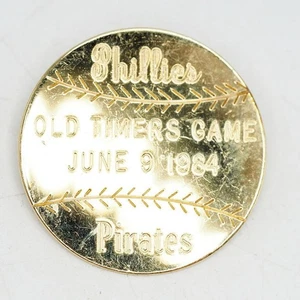 Phillies
OLD TIMERS GAME
JUNE 9 1984
Pirates